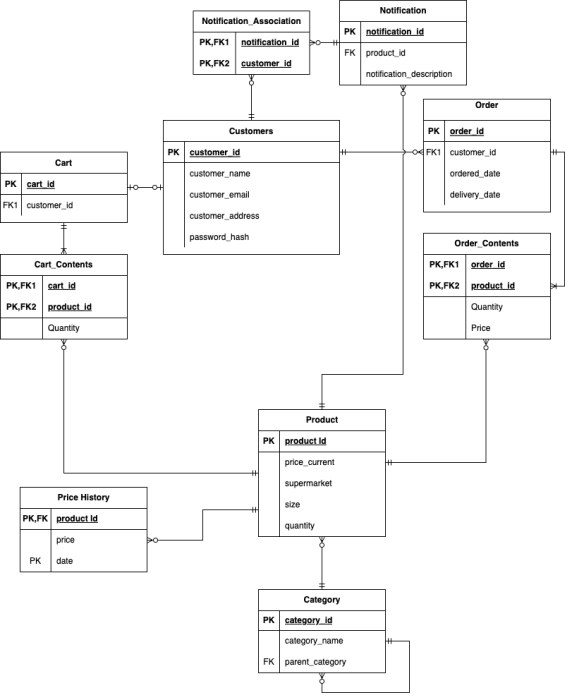 Notification_Association
PK,FK1 notification_id
PK,FK2 customer_id
Notification
PK notification_id
FK product_id
notification_description
Customers
PK customer_id
customer_name
customer_email
customer_address
password_hash
Order
PK order_id
FK1 customer_id
ordered_date
delivery_date
Cart
PK cart_id
FK1 customer_id
Cart_Contents
PK,FK1 cart_id
PK,FK2 product_id
Quantity
Order_Contents
PK,FK1 order_id
PK,FK2 product_id
Quantity
Price
Product
PK product Id
price_current
supermarket
size
quantity
Price History
PK,FK product Id
price
PK date
Category
PK category_id
category_name
FK parent_category